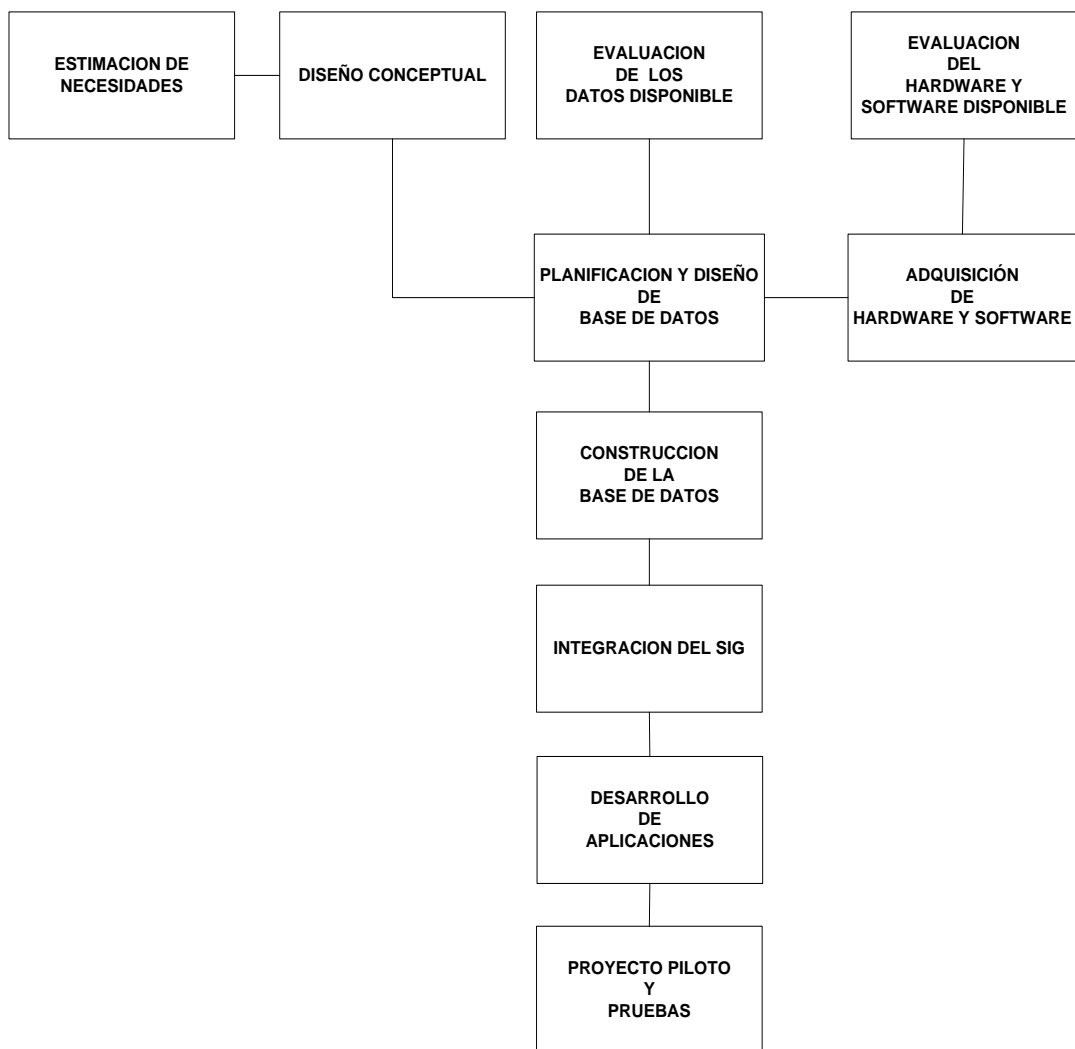 ESTIMACION DE
NECESIDADES
DISEÑO CONCEPTUAL
EVALUACION
DE LOS
DATOS DISPONIBLE
EVALUACION
DEL
HARDWARE Y
SOFTWARE DISPONIBLE
PLANIFICACION Y DISEÑO
DE
BASE DE DATOS
ADQUISICIÓN
DE
HARDWARE Y SOFTWARE
CONSTRUCCION
DE LA
BASE DE DATOS
INTEGRACION DEL SIG
DESARROLLO
DE
APLICACIONES
PROYECTO PILOTO
Y
PRUEBAS